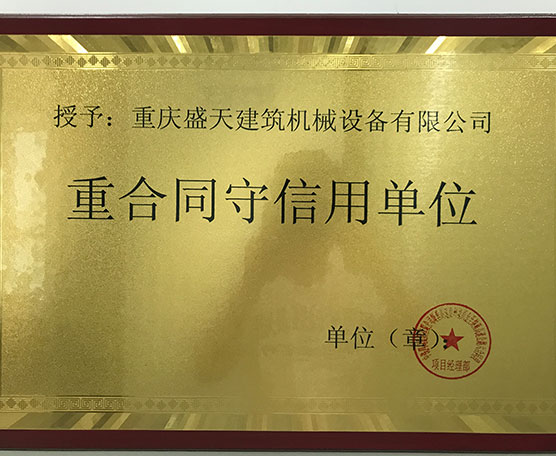 授予：重庆盛天建筑机械设备有限公司
重合同守信用单位
单位（章）：
项目经理部